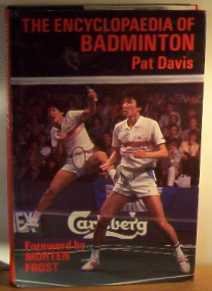 THE ENCYCLOPAEDIA OF
BADMINTON
Pat Davis
Carlsberg
Foreword by
MORTEN
FROST